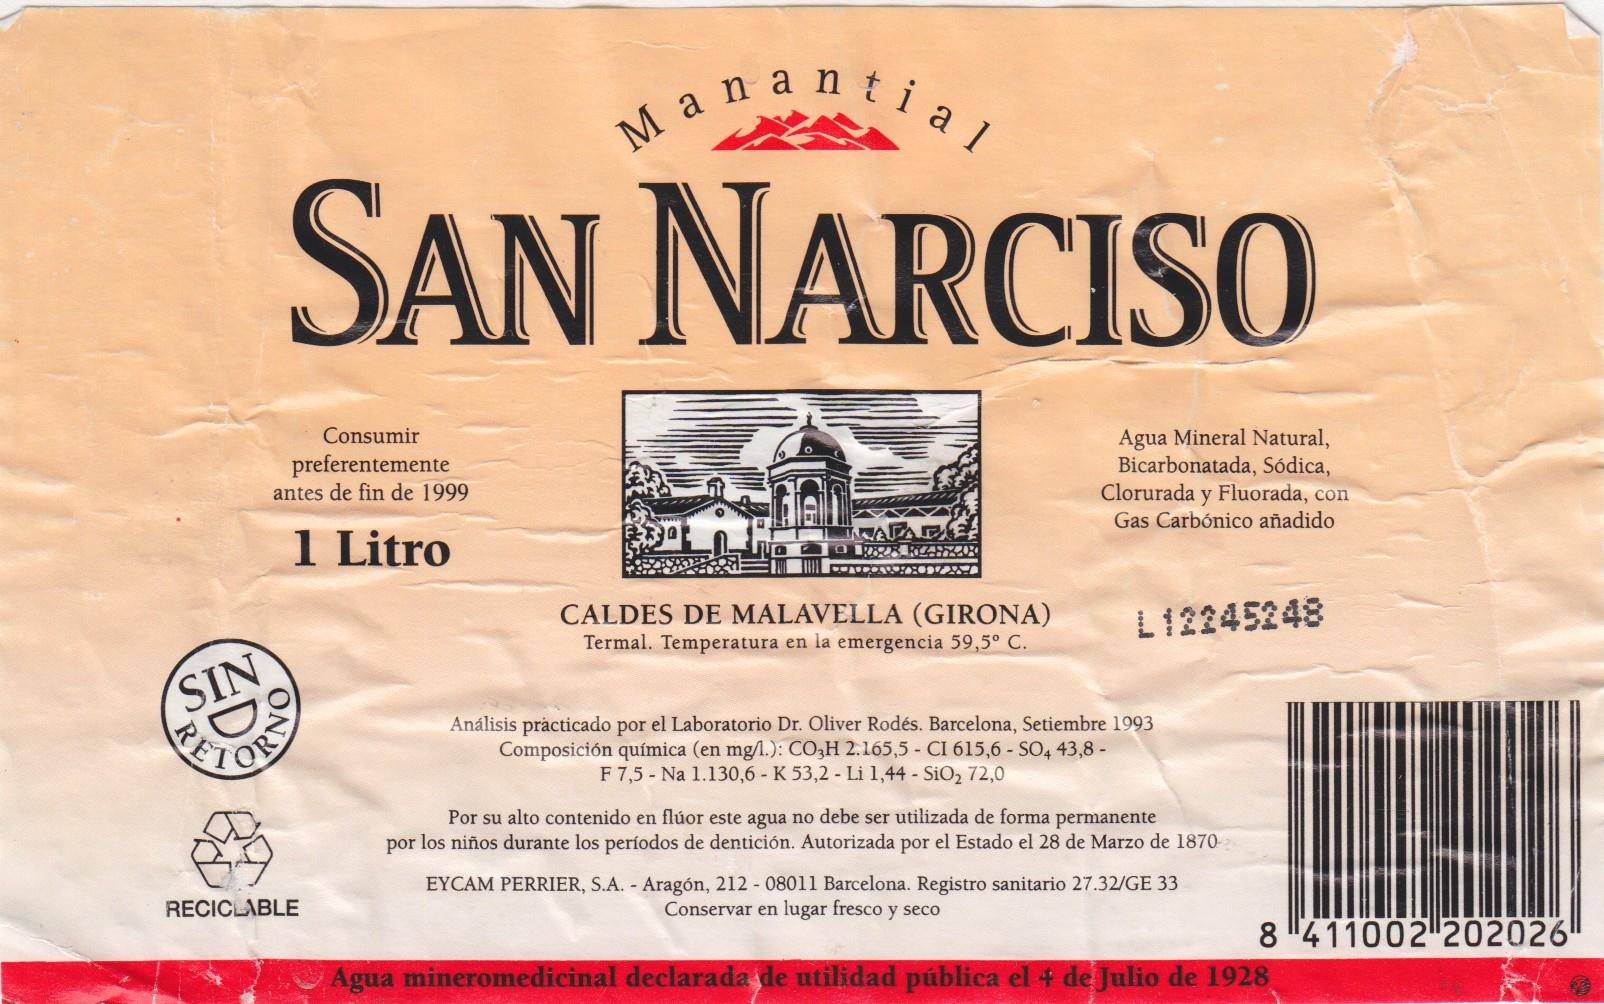 Manantial
SAN NARCISO
Consumir
preferentemente
antes de fin de 1999
1 Litro
Agua Mineral Natural,
Bicarbonatada, Sódica,
Clorurada y Fluorada, con
Gas Carbónico añadido
CALDES DE MALAVELLA (GIRONA)
Termal. Temperatura en la emergencia 59,5º C.
L12245248
SIN
D
RETORNO
Análisis practicado por el Laboratorio Dr. Oliver Rodés. Barcelona, Setiembre 1993
Composición química (en mg/l.): CO₃H 2.165,5 - CI 615,6 - SO₄ 43,8 -
F 7,5 - Na 1.130,6 - K 53,2 - Li 1,44 - SiO₂ 72,0
Por su alto contenido en flúor este agua no debe ser utilizada de forma permanente
por los niños durante los períodos de dentición. Autorizada por el Estado el 28 de Marzo de 1870
RECICLABLE
EYCAM PERRIER, S.A. - Aragón, 212 - 08011 Barcelona. Registro sanitario 27.32/GE 33
Conservar en lugar fresco y seco
8 411002 202026
Agua mineromedicinal declarada de utilidad pública el 4 de Julio de 1928